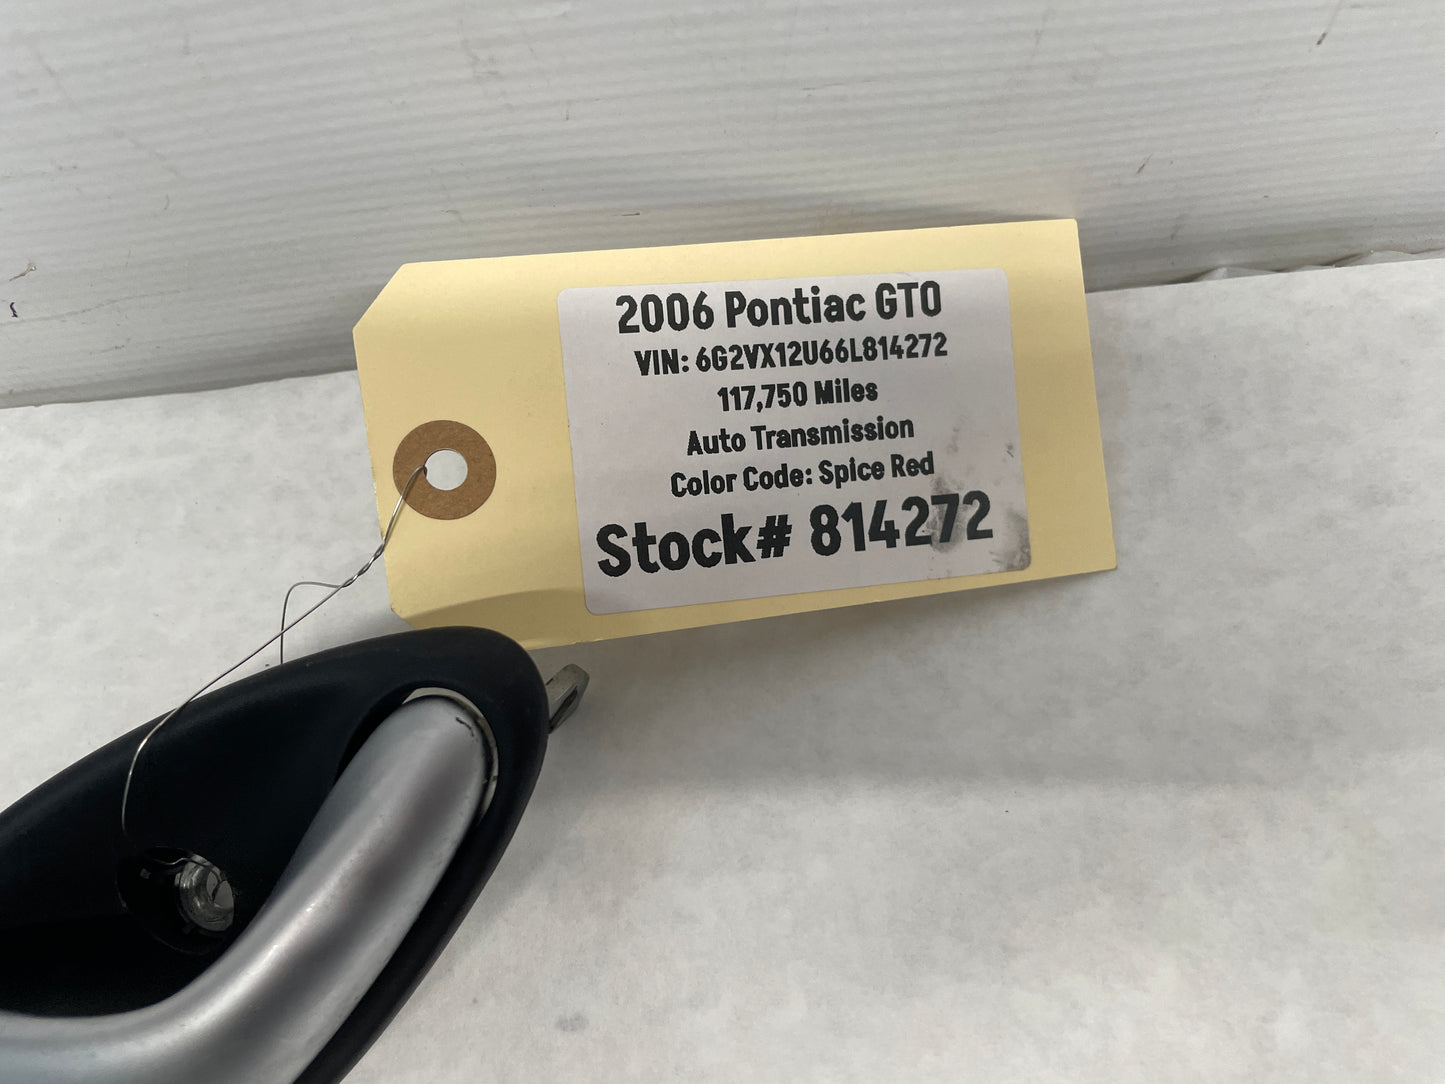 2006 Pontiac GTO
VIN: 6G2VX12U66L814272
117,750 Miles
Auto Transmission
Color Code: Spice Red
Stock# 814272